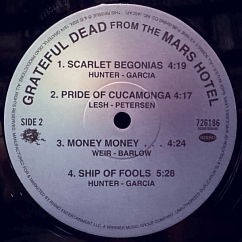 GRATEFUL DEAD FROM THE MARS HOTEL
1. SCARLET BEGONIAS 4:19
HUNTER - GARCIA
2. PRIDE OF CUCAMONGA 4:17
LESH - PETERSEN
SIDE 2
726186
3. MONEY MONEY . . . 4:24
WEIR - BARLOW
4. SHIP OF FOOLS 5:28
HUNTER - GARCIA